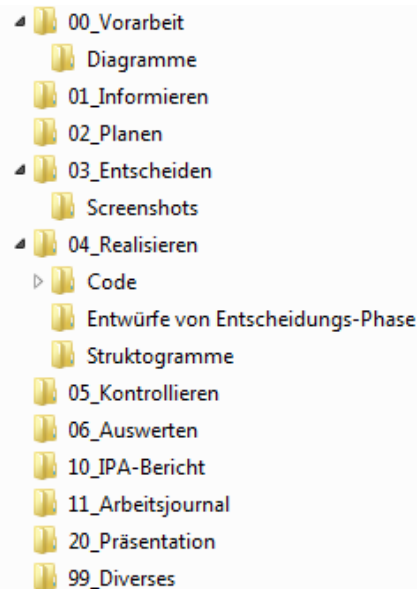 00_Vorarbeit
Diagramme
01_Informieren
02_Planen
03_Entscheiden
Screenshots
04_Realisieren
Code
Entwürfe von Entscheidungs-Phase
Struktogramme
05_Kontrollieren
06_Auswerten
10_IPA-Bericht
11_Arbeitsjournal
20_Präsentation
99_Diverses